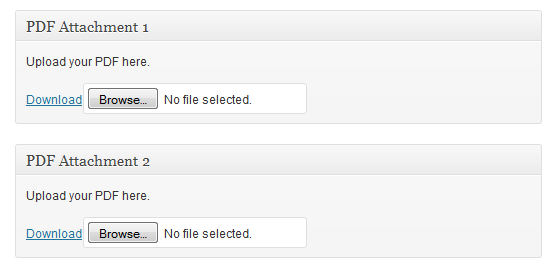 PDF Attachment 1
Upload your PDF here.
Download Browse... No file selected.
PDF Attachment 2
Upload your PDF here.
Download Browse... No file selected.